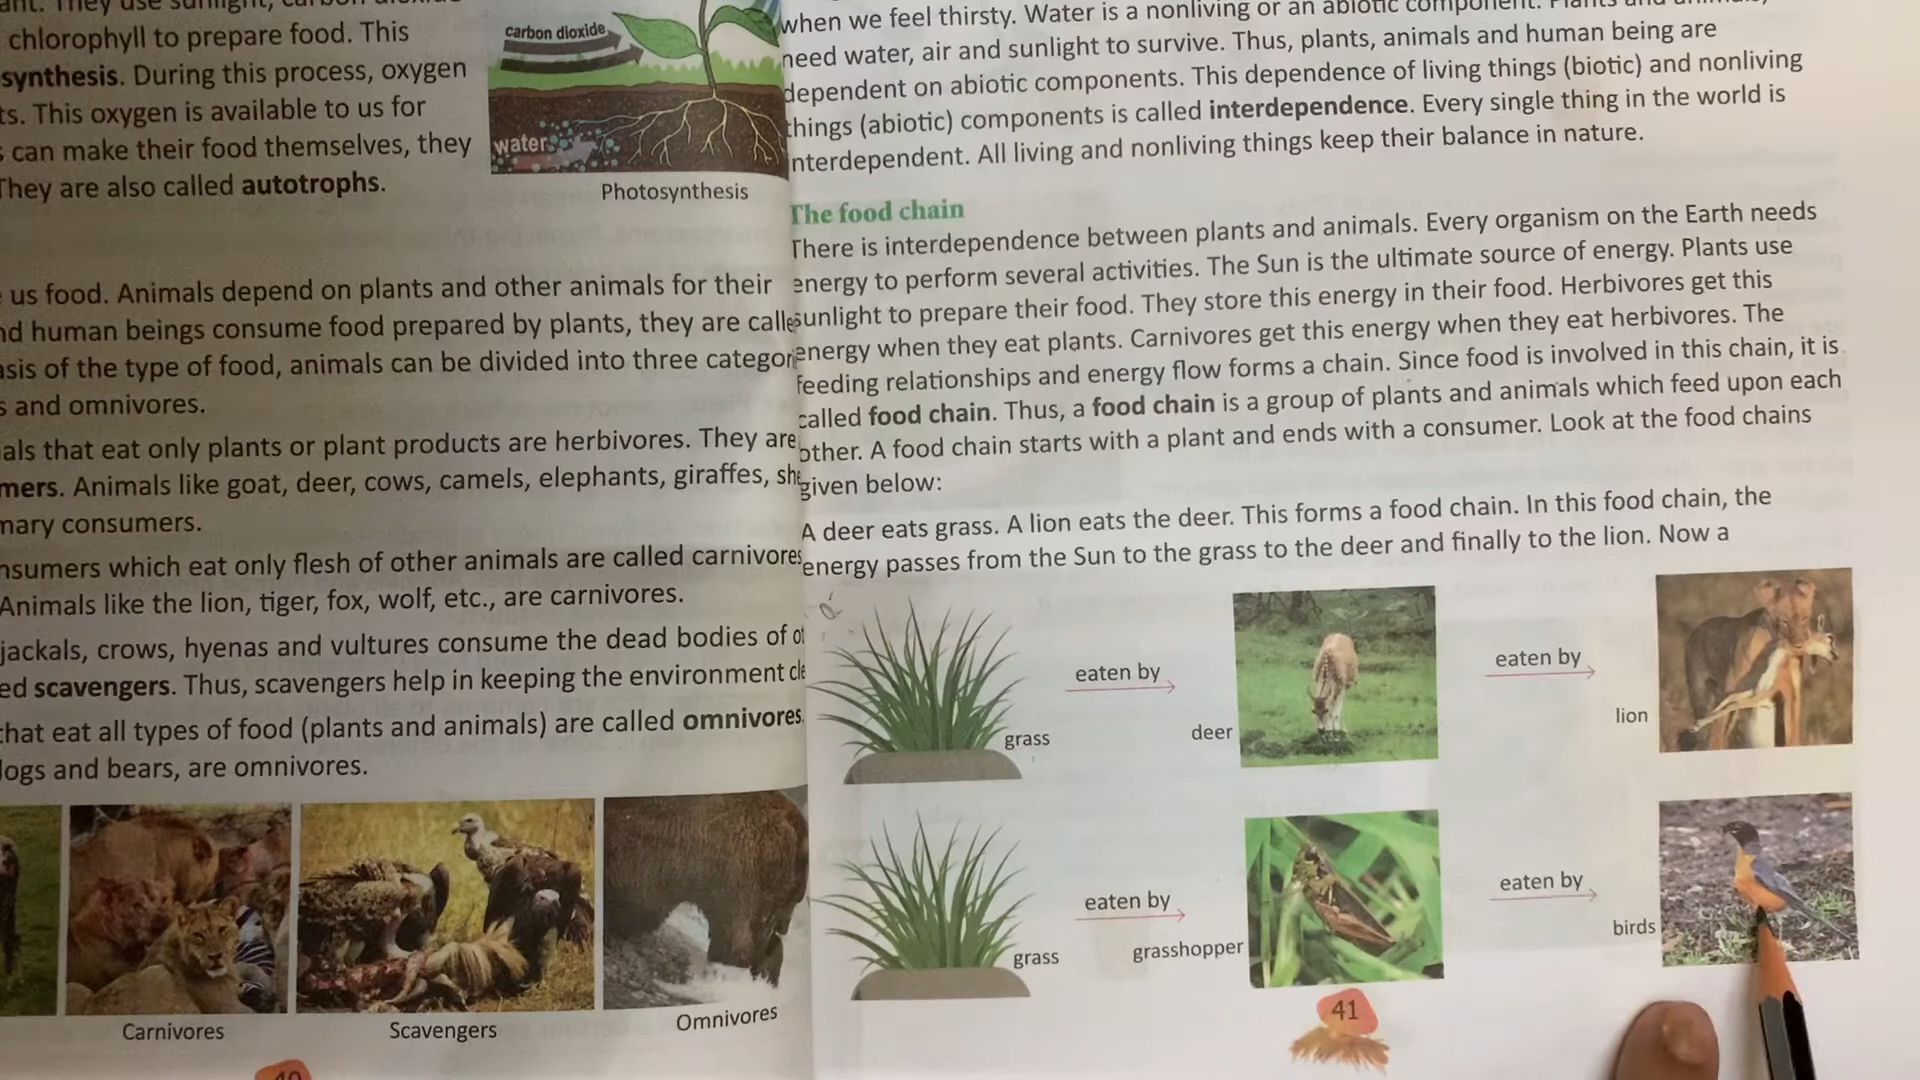 They use sunlight, carbon dioxide
chlorophyll to prepare food. This
synthesis. During this process, oxygen
This oxygen is available to us for
can make their food themselves, they
They are also called autotrophs.
carbon dioxide
water
Photosynthesis
us food. Animals depend on plants and other animals for their
human beings consume food prepared by plants, they are
of the type of food, animals can be divided into three
and omnivores.
that eat only plants or plant products are herbivores. They are
Animals like goat, deer, cows, camels, elephants, giraffes,
consumers.
which eat only flesh of other animals are called carnivores
Animals like the lion, tiger, fox, wolf, etc., are carnivores.
jackals, crows, hyenas and vultures consume the dead bodies of
scavengers. Thus, scavengers help in keeping the environment
that eat all types of food (plants and animals) are called omnivores
and bears, are omnivores.
Carnivores
Scavengers
Omnivores
when we feel thirsty. Water is a nonliving or an abiotic component. Plants and
need water, air and sunlight to survive. Thus, plants, animals and human being are
dependent on abiotic components. This dependence of living things (biotic) and nonliving
things (abiotic) components is called interdependence. Every single thing in the world is
nterdependent. All living and nonliving things keep their balance in nature.
The food chain
There is interdependence between plants and animals. Every organism on the Earth needs
energy to perform several activities. The Sun is the ultimate source of energy. Plants use
sunlight to prepare their food. They store this energy in their food. Herbivores get this
energy when they eat plants. Carnivores get this energy when they eat herbivores. The
feeding relationships and energy flow forms a chain. Since food is involved in this chain, it is
called food chain. Thus, a food chain is a group of plants and animals which feed upon each
other. A food chain starts with a plant and ends with a consumer. Look at the food chains
given below:
A deer eats grass. A lion eats the deer. This forms a food chain. In this food chain, the
energy passes from the Sun to the grass to the deer and finally to the lion. Now a
grass
eaten by
deer
eaten by
lion
grass
eaten by
grasshopper
eaten by
birds
41